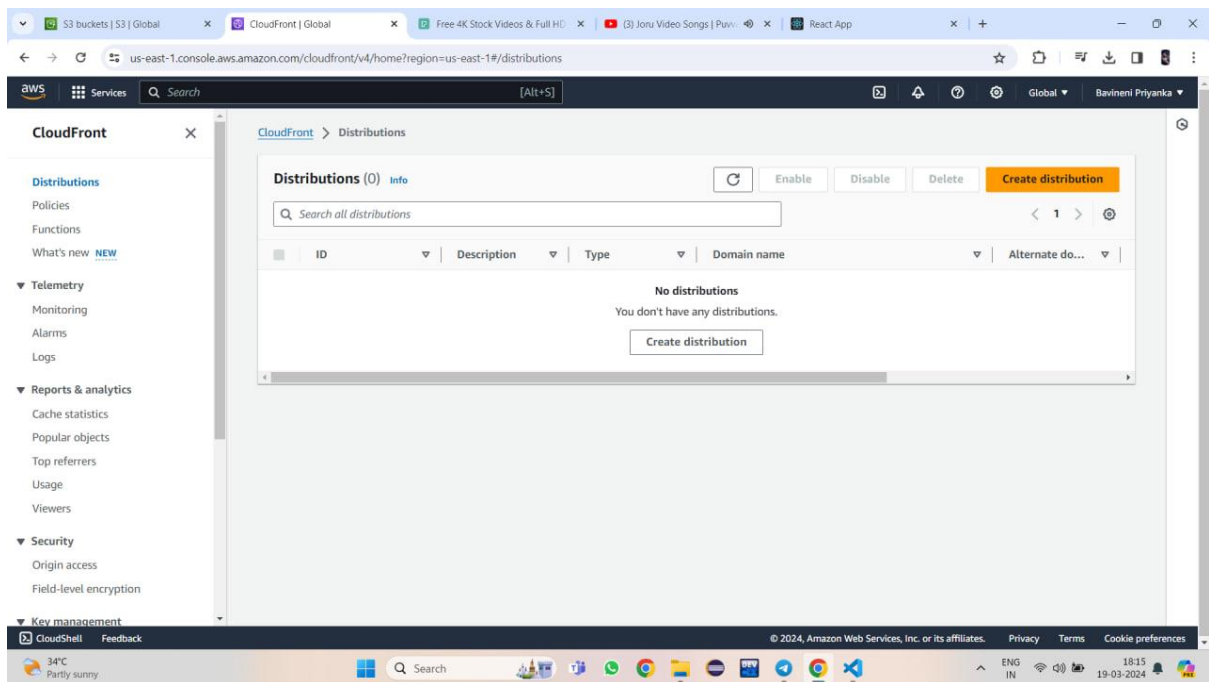 S3 buckets | S3 | Global
CloudFront | Global
Free 4K Stock Videos & Full HD
(3) Joru Video Songs | Puvv
React App
us-east-1.console.aws.amazon.com/cloudfront/v4/home?region=us-east-1#/distributions
aws Services Search [Alt+S] Global Bavineni Priyanka
CloudFront
Distributions
Policies
Functions
What's new NEW
Telemetry
Monitoring
Alarms
Logs
Reports & analytics
Cache statistics
Popular objects
Top referrers
Usage
Viewers
Security
Origin access
Field-level encryption
Key management
CloudFront > Distributions
Distributions (0) Info
Enable Disable Delete Create distribution
Search all distributions
1
ID Description Type Domain name Alternate do...
No distributions
You don't have any distributions.
Create distribution
CloudShell Feedback © 2024, Amazon Web Services, Inc. or its affiliates. Privacy Terms Cookie preferences
34°C
Partly sunny
Search
DEV
ENG
IN
18:15
19-03-2024
PRE